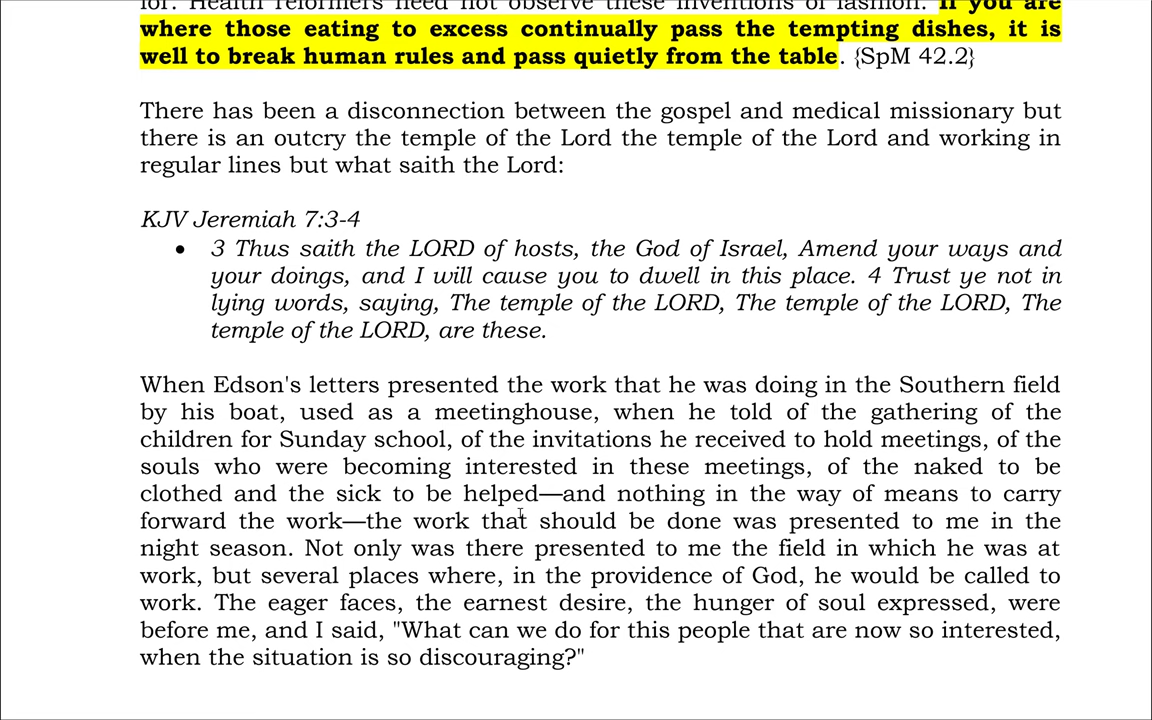 lor. Health reformers need not observe these inventions of fashion. If you are
where those eating to excess continually pass the tempting dishes, it is
well to break human rules and pass quietly from the table. {SpM 42.2}
There has been a disconnection between the gospel and medical missionary but
there is an outcry the temple of the Lord the temple of the Lord and working in
regular lines but what saith the Lord:
KJV Jeremiah 7:3-4
• 3 Thus saith the LORD of hosts, the God of Israel, Amend your ways and
your doings, and I will cause you to dwell in this place. 4 Trust ye not in
lying words, saying, The temple of the LORD, The temple of the LORD, The
temple of the LORD, are these.
When Edson's letters presented the work that he was doing in the Southern field
by his boat, used as a meetinghouse, when he told of the gathering of the
children for Sunday school, of the invitations he received to hold meetings, of the
souls who were becoming interested in these meetings, of the naked to be
clothed and the sick to be helped—and nothing in the way of means to carry
forward the work—the work that should be done was presented to me in the
night season. Not only was there presented to me the field in which he was at
work, but several places where, in the providence of God, he would be called to
work. The eager faces, the earnest desire, the hunger of soul expressed, were
before me, and I said, "What can we do for this people that are now so interested,
when the situation is so discouraging?"